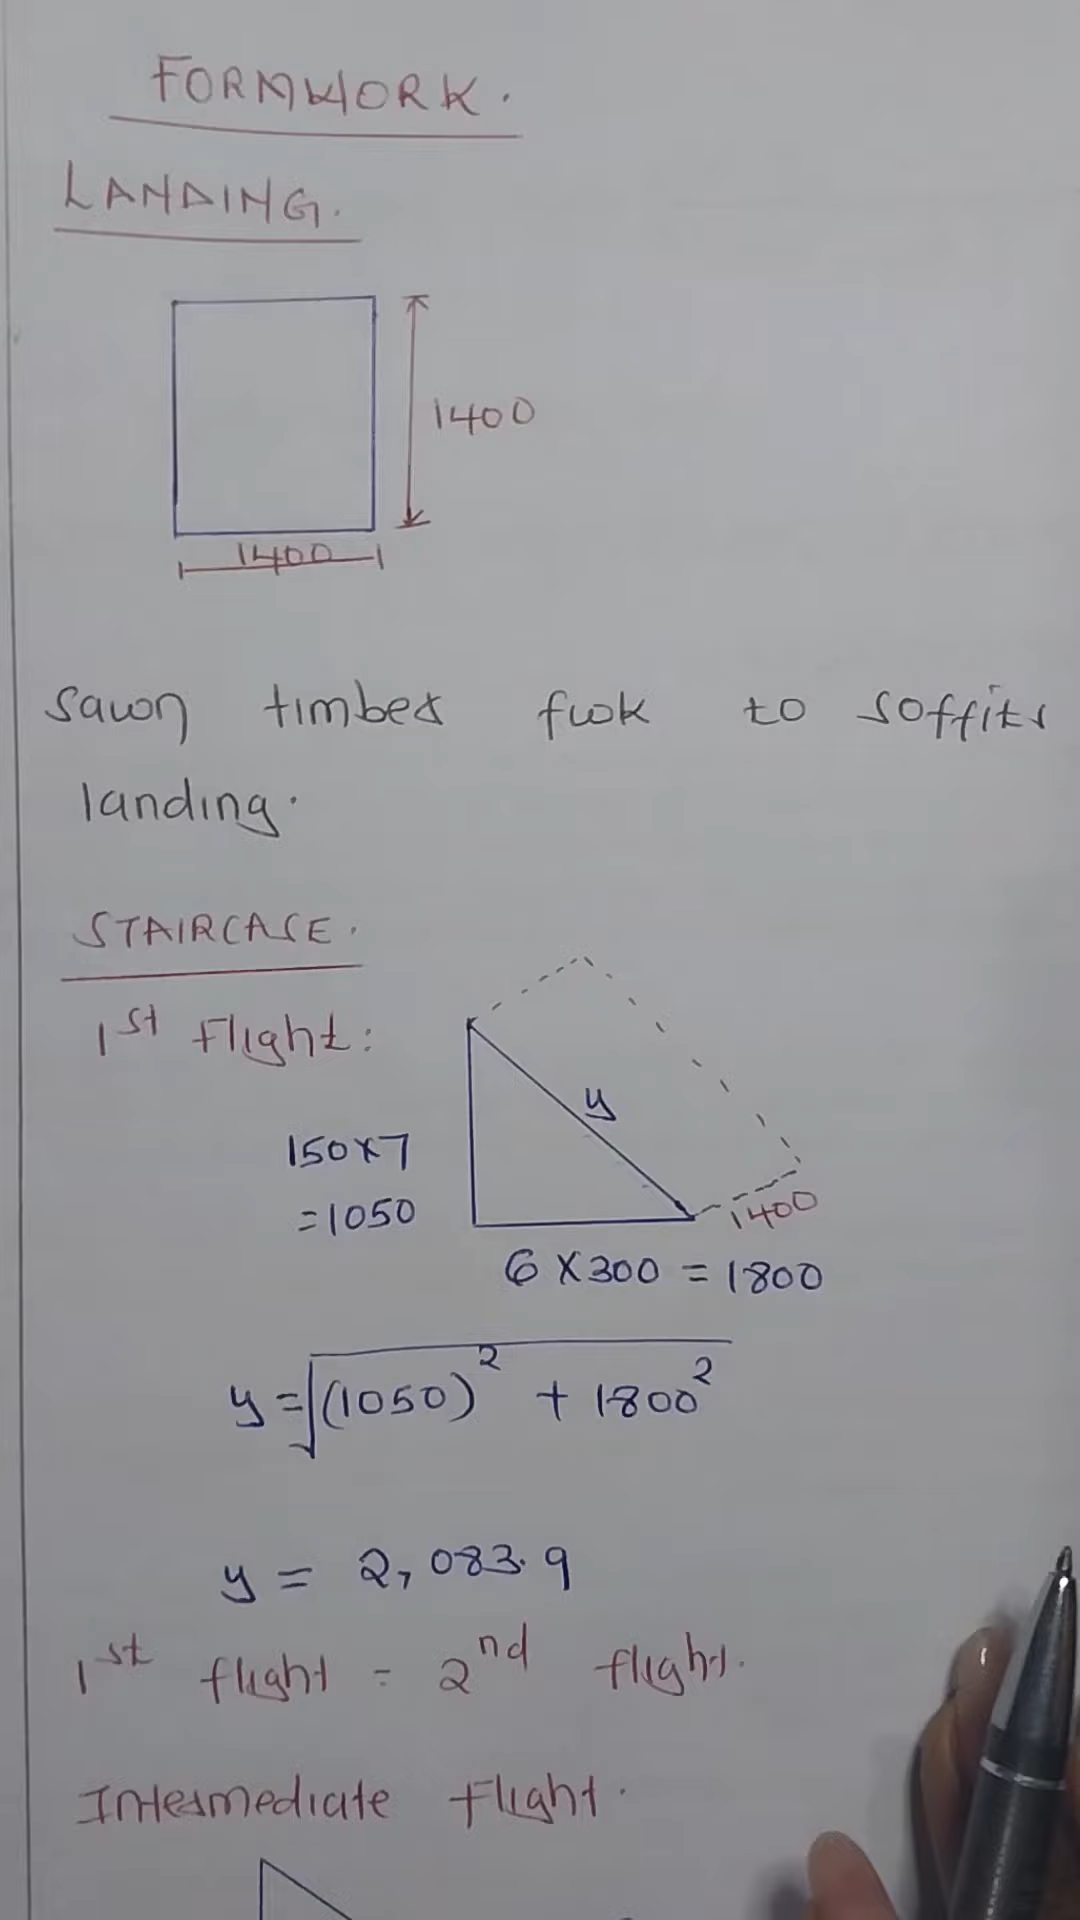 FORMWORK.
LANDING.
1400
1400
sawn timber fwk to soffits
landing.
STAIRCASE.
1st Flight:
y
150x7
=1050
1400
6 X 300 = 1800
y=√(1050)² + 1800²
y = 2,083.9
1st flight = 2nd flight.
Intermediate Flight.